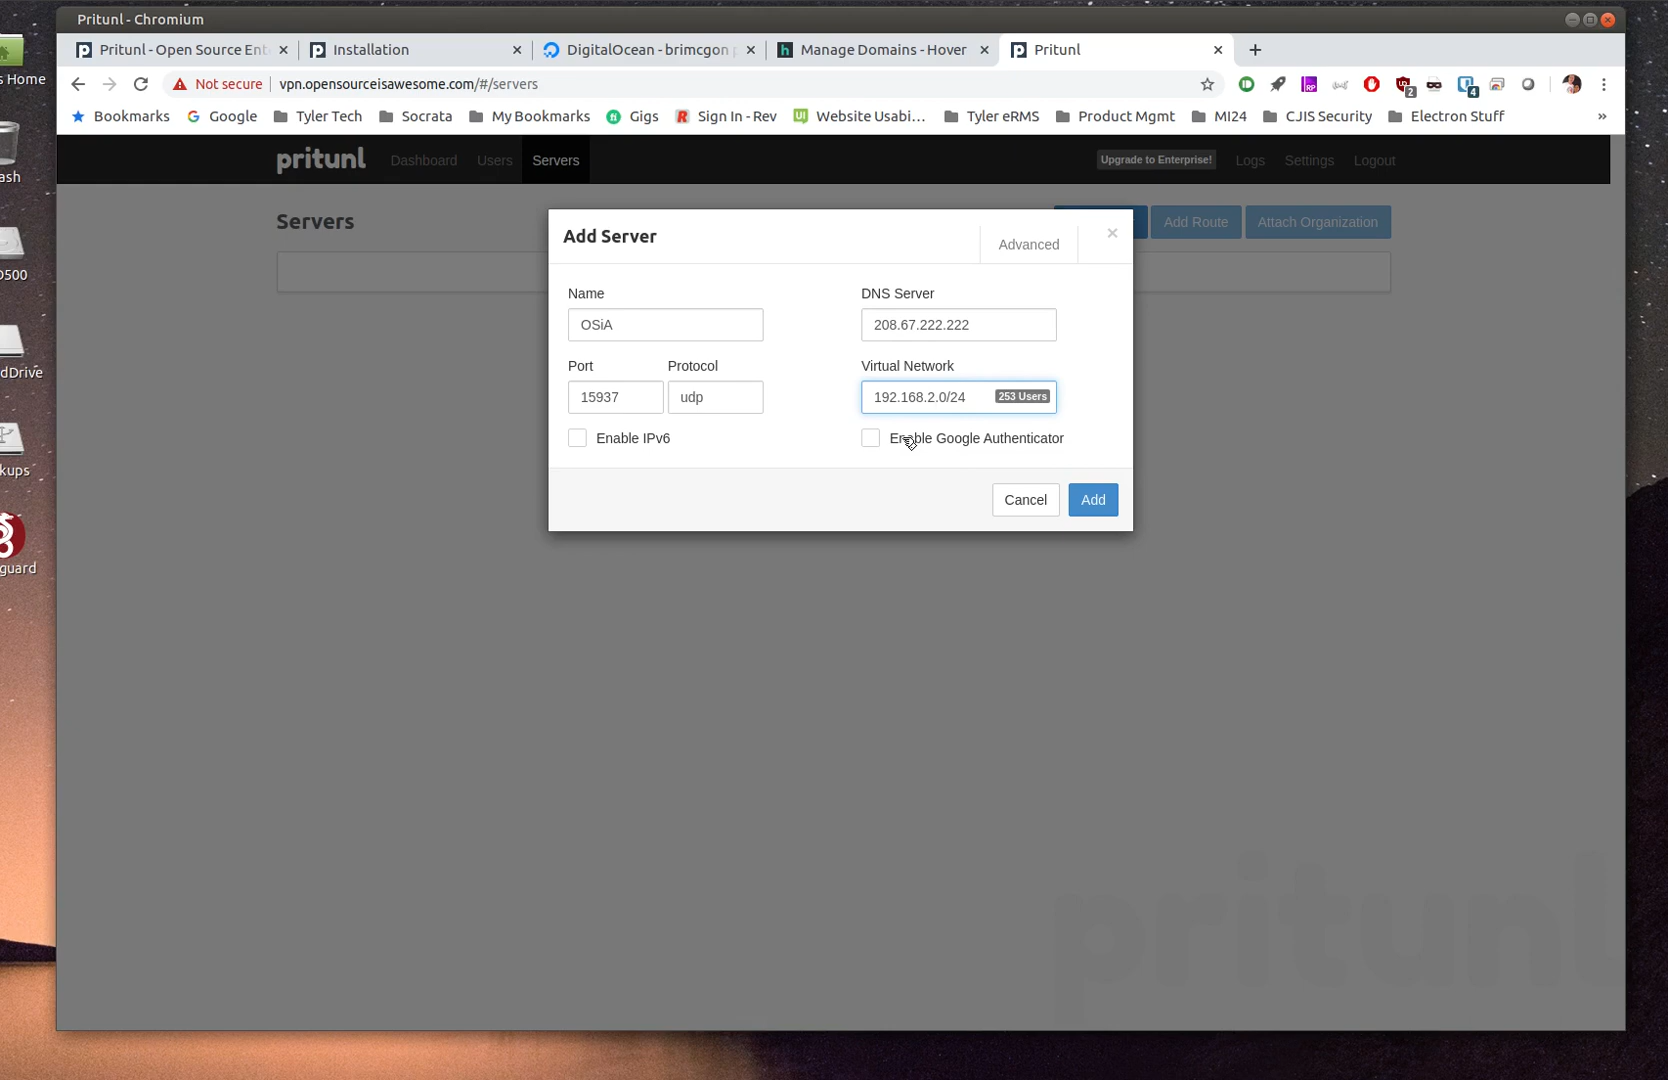 Pritunl - Chromium
Pritunl - Open Source Ent
Installation
DigitalOcean - brimcgon
Manage Domains - Hover
Pritunl
Not secure
vpn.opensourceisawesome.com/#/servers
2
4
Bookmarks
Google
Tyler Tech
Socrata
My Bookmarks
Gigs
Sign In - Rev
Website Usabi...
Tyler eRMS
Product Mgmt
MI24
CJIS Security
Electron Stuff
»
pritunl
Dashboard
Users
Servers
Upgrade to Enterprise!
Logs
Settings
Logout
Servers
Add Route
Attach Organization
Add Server
Advanced
Name
DNS Server
OSiA
208.67.222.222
Port
Protocol
Virtual Network
15937
udp
192.168.2.0/24
253 Users
Enable IPv6
Enable Google Authenticator
Cancel
Add
s Home
ash
0500
dDrive
kups
guard
pritunl